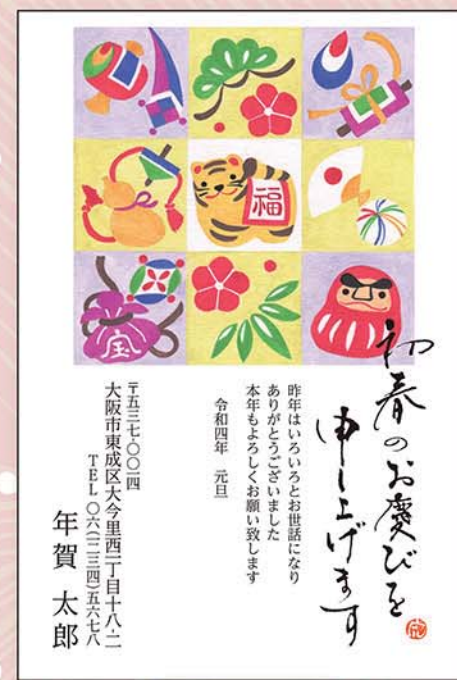 福
宝
初春のお慶びを
申し上げます
昨年はいろいろとお世話になり
ありがとうございました
本年もよろしくお願い致します
令和四年 元旦
〒五三七-〇〇一四
大阪市東成区大今里西一丁目十八-二
TEL 〇六(一二三四)五六七八
年賀 太郎